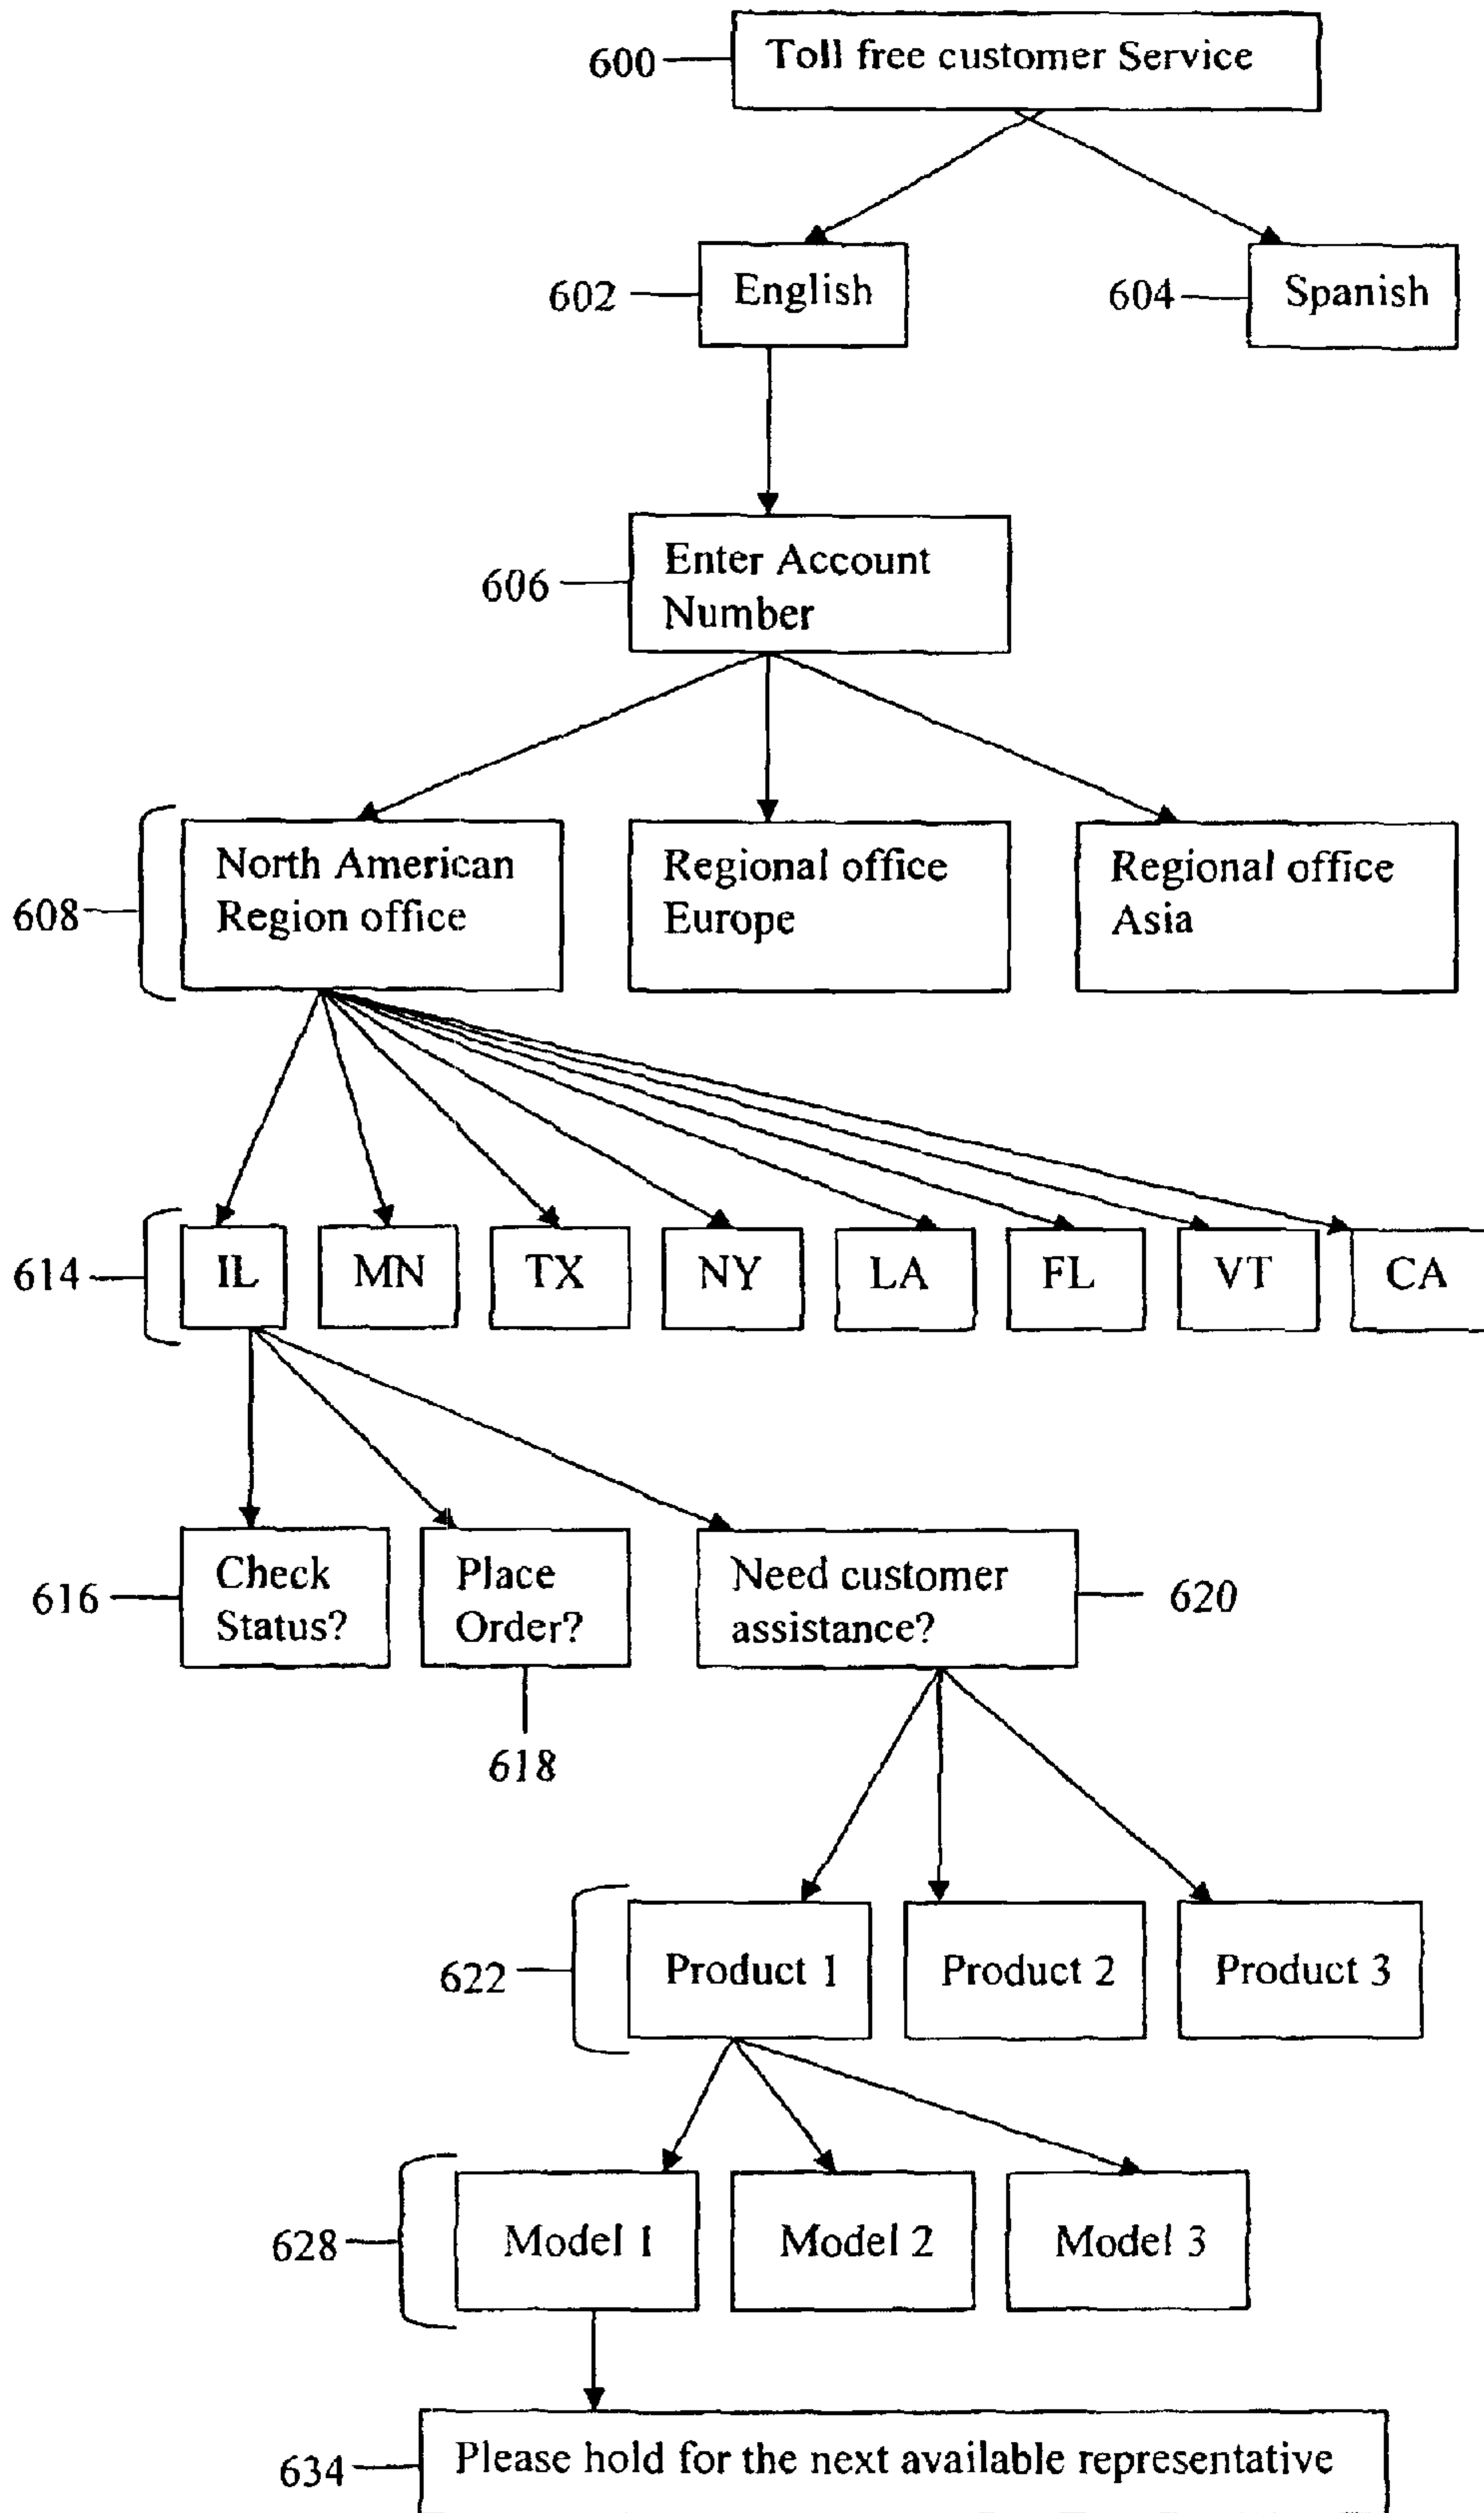 600
Toll free customer Service
602
English
604
Spanish
606
Enter Account
Number
608
North American
Region office
Regional office
Europe
Regional office
Asia
614
IL
MN
TX
NY
LA
FL
VT
CA
616
Check
Status?
Place
Order?
618
Need customer
assistance?
620
622
Product 1
Product 2
Product 3
628
Model 1
Model 2
Model 3
634
Please hold for the next available representative